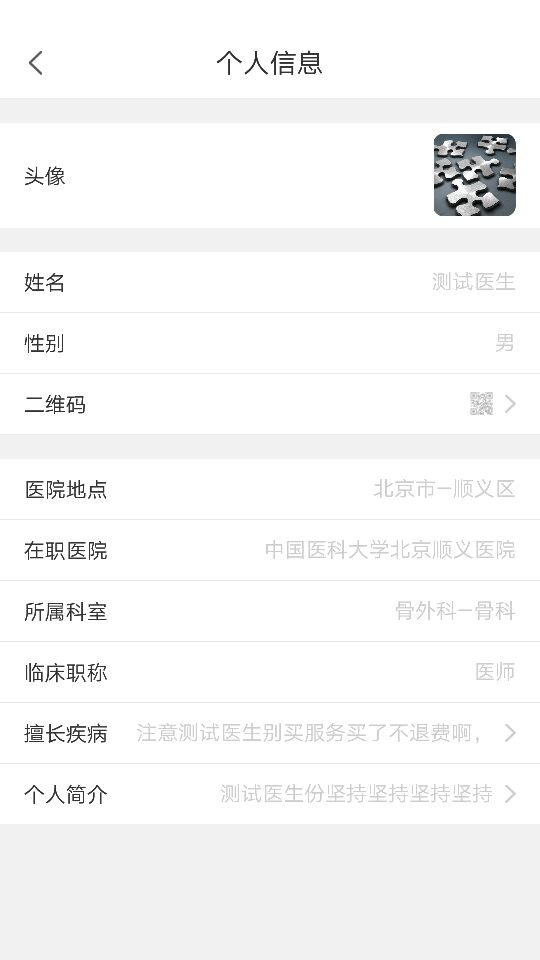 个人信息
头像
姓名 测试医生
性别 男
二维码
医院地点 北京市-顺义区
在职医院 中国医科大学北京顺义医院
所属科室 骨外科-骨科
临床职称 医师
擅长疾病 注意测试医生别买服务买了不退费啊，
个人简介 测试医生份坚持坚持坚持坚持